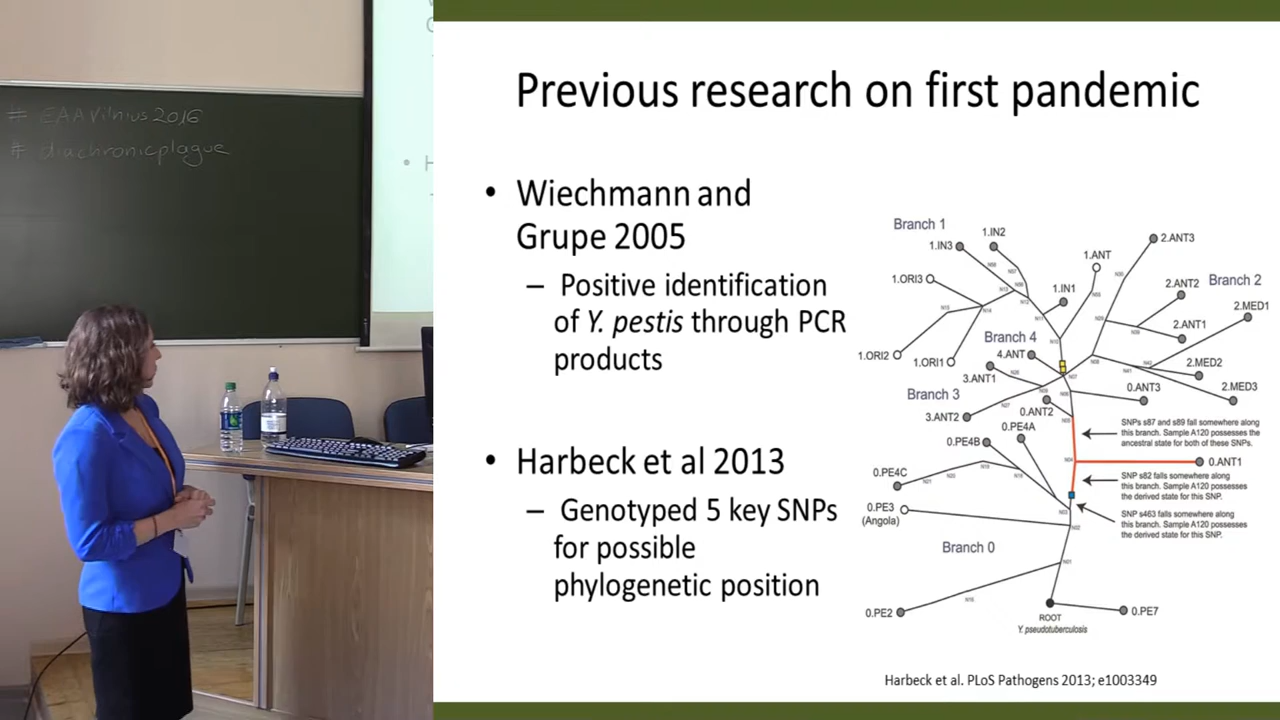 # EAAVilnius2016
# diachronicplague
Previous research on first pandemic
• Wiechmann and
Grupe 2005
– Positive identification
of Y. pestis through PCR
products
• Harbeck et al 2013
– Genotyped 5 key SNPs
for possible
phylogenetic position
Branch 1
1.IN2
1.IN3
2.ANT3
1.ANT
1.ORI3
2.ANT2
Branch 2
1.IN1
2.MED1
2.ANT1
Branch 4
4.ANT
1.ORI2
1.ORI1
2.MED2
3.ANT1
0.ANT3
2.MED3
Branch 3
0.ANT2
3.ANT2
0.PE4A
SNPs s87 and s89 fall somewhere along
this branch. Sample A120 possesses the
ancestral state for both of these SNPs.
0.PE4B
0.ANT1
0.PE4C
SNP s82 falls somewhere along
this branch. Sample A120 possesses
the derived state for this SNP.
0.PE3
(Angola)
SNP s463 falls somewhere along
this branch. Sample A120 possesses
the derived state for this SNP.
Branch 0
0.PE2
0.PE7
ROOT
Y. pseudotuberculosis
Harbeck et al. PLoS Pathogens 2013; e1003349